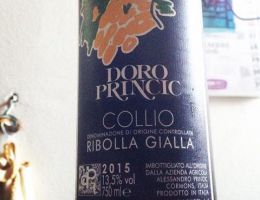 DORO
PRINCIC
COLLIO
DENOMINAZIONE DI ORIGINE CONTROLLATA
RIBOLLA GIALLA
2015
13,5% vol
750 ml e
IMBOTTIGLIATO ALL'ORIGINE
DALLA AZIENDA AGRICOLA
ALESSANDRO PRINCIC
CORMONS, ITALIA
PRODOTTO IN ITALIA